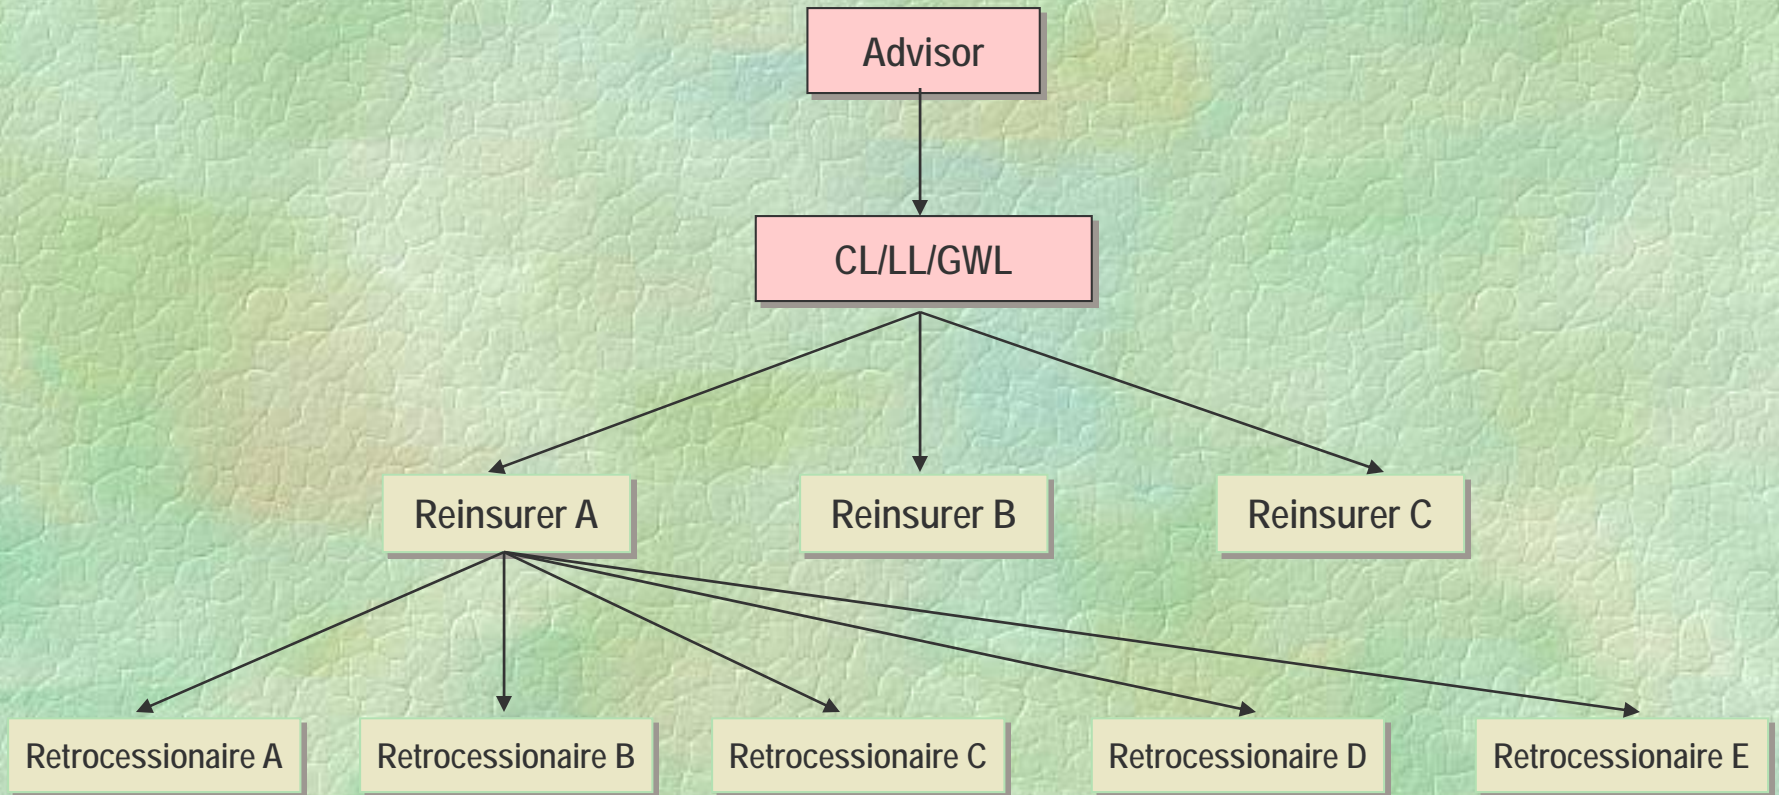 Advisor
CL/LL/GWL
Reinsurer A
Reinsurer B
Reinsurer C
Retrocessionaire A
Retrocessionaire B
Retrocessionaire C
Retrocessionaire D
Retrocessionaire E